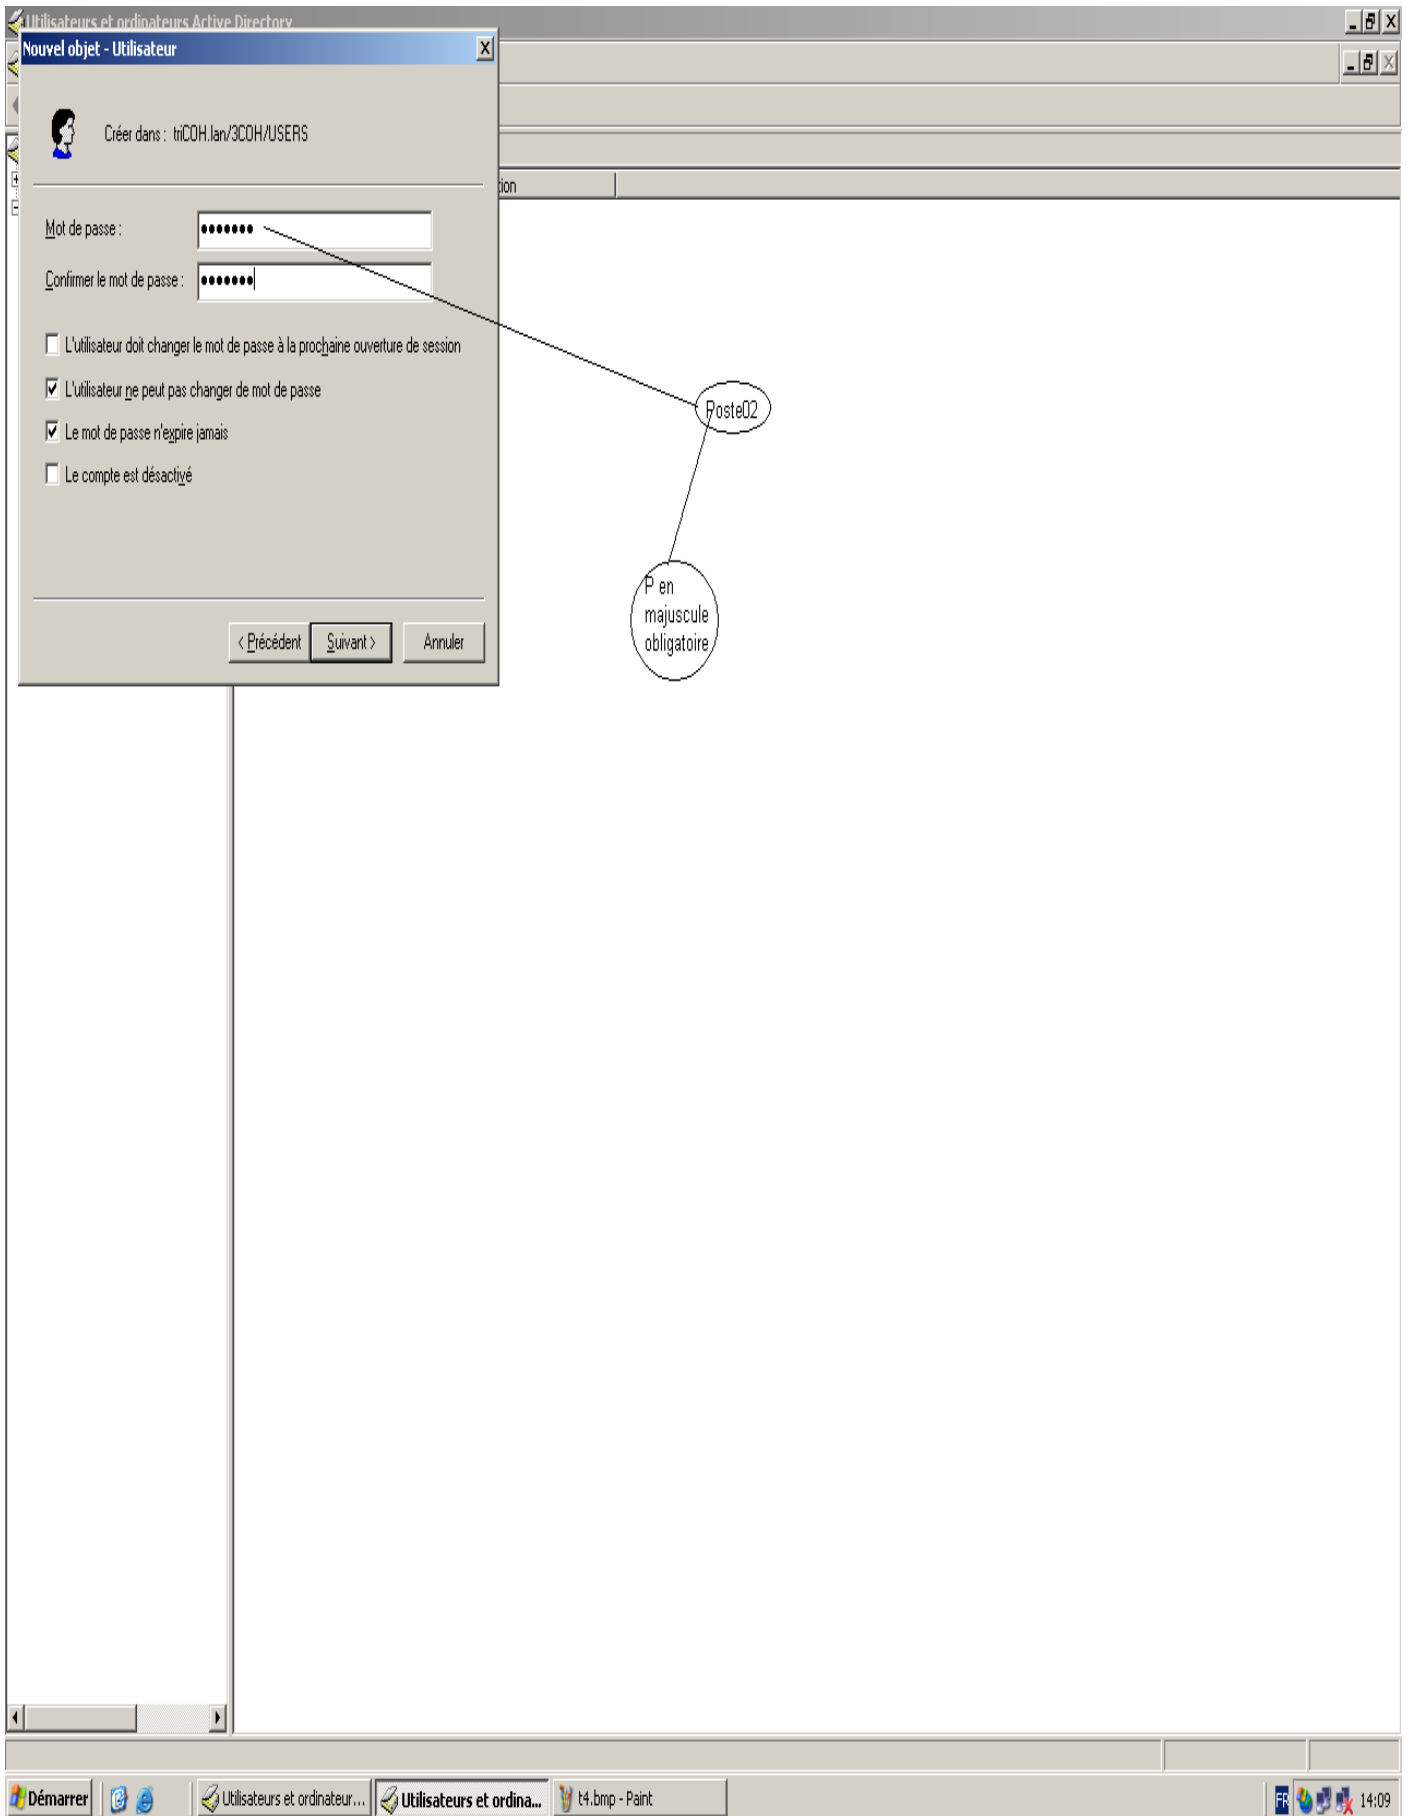 Utilisateurs et ordinateurs Active Directory
Nouvel objet - Utilisateur
Créer dans : triCOH.lan/3COH/USERS
tion
Mot de passe :
Confirmer le mot de passe :
L'utilisateur doit changer le mot de passe à la prochaine ouverture de session
L'utilisateur ne peut pas changer de mot de passe
Le mot de passe n'expire jamais
Le compte est désactivé
< Précédent
Suivant >
Annuler
Poste02
P en
majuscule
obligatoire
Démarrer
Utilisateurs et ordinateur...
Utilisateurs et ordina...
t4.bmp - Paint
FR
14:09